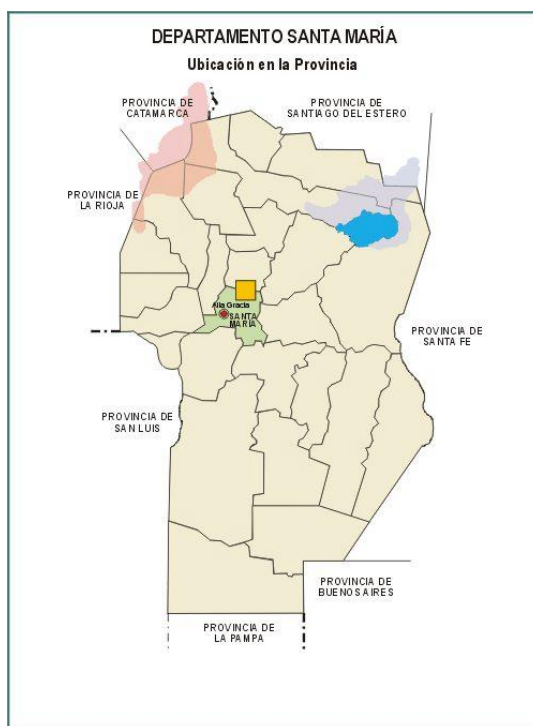 DEPARTAMENTO SANTA MARÍA
Ubicación en la Provincia
PROVINCIA DE
CATAMARCA
PROVINCIA DE
SANTIAGO DEL ESTERO
PROVINCIA DE
LA RIOJA
Alta Gracia
SANTA
MARÍA
PROVINCIA DE
SANTA FE
PROVINCIA DE
SAN LUIS
PROVINCIA DE
BUENOS AIRES
PROVINCIA DE
LA PAMPA